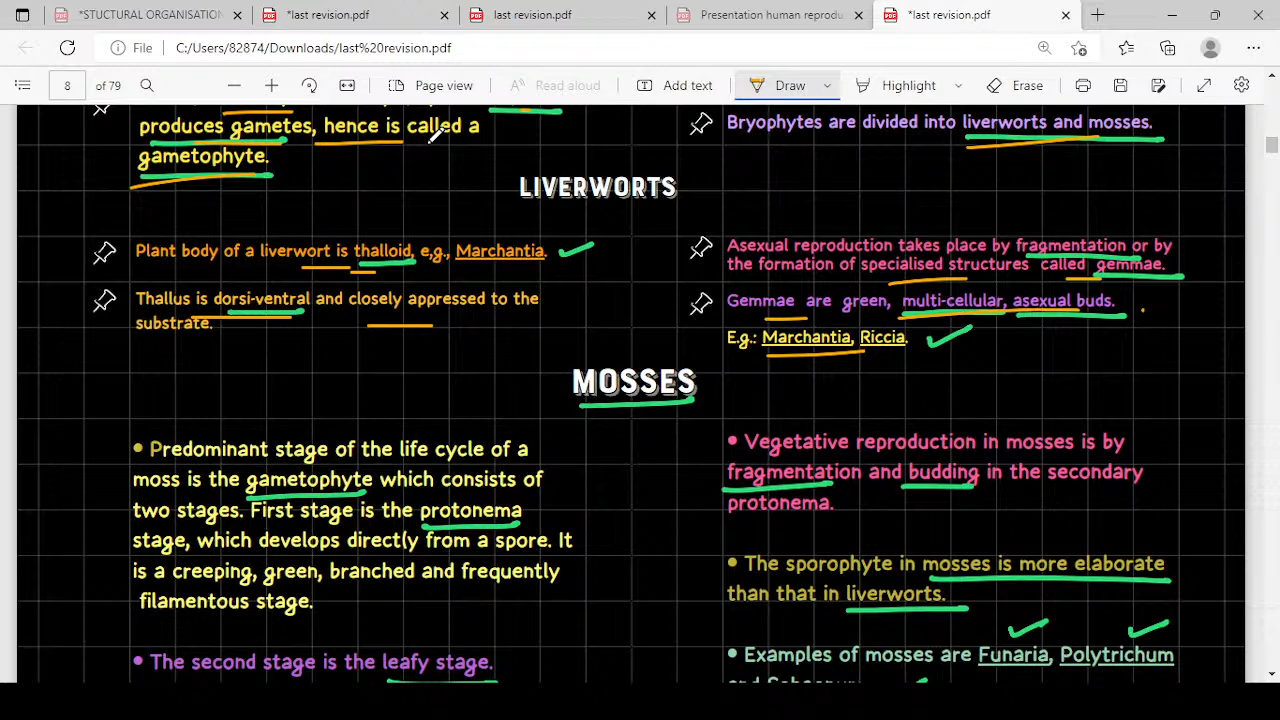 *STUCTURAL ORGANISATION
*last revision.pdf
last revision.pdf
Presentation human reprodu
*last revision.pdf
File
C:/Users/82874/Downloads/last%20revision.pdf
8 of 79
Page view
Read aloud
Add text
Draw
Highlight
Erase
produces gametes, hence is called a
gametophyte.
Bryophytes are divided into liverworts and mosses.
LIVERWORTS
Plant body of a liverwort is thalloid, e,g., Marchantia.
Thallus is dorsi-ventral and closely appressed to the
substrate.
Asexual reproduction takes place by fragmentation or by
the formation of specialised structures called gemmae.
Gemmae are green, multi-cellular, asexual buds.
E.g.: Marchantia, Riccia.
MOSSES
• Predominant stage of the life cycle of a
moss is the gametophyte which consists of
two stages. First stage is the protonema
stage, which develops directly from a spore. It
is a creeping, green, branched and frequently
filamentous stage.
• The second stage is the leafy stage.
• Vegetative reproduction in mosses is by
fragmentation and budding in the secondary
protonema.
• The sporophyte in mosses is more elaborate
than that in liverworts.
• Examples of mosses are Funaria, Polytrichum
and